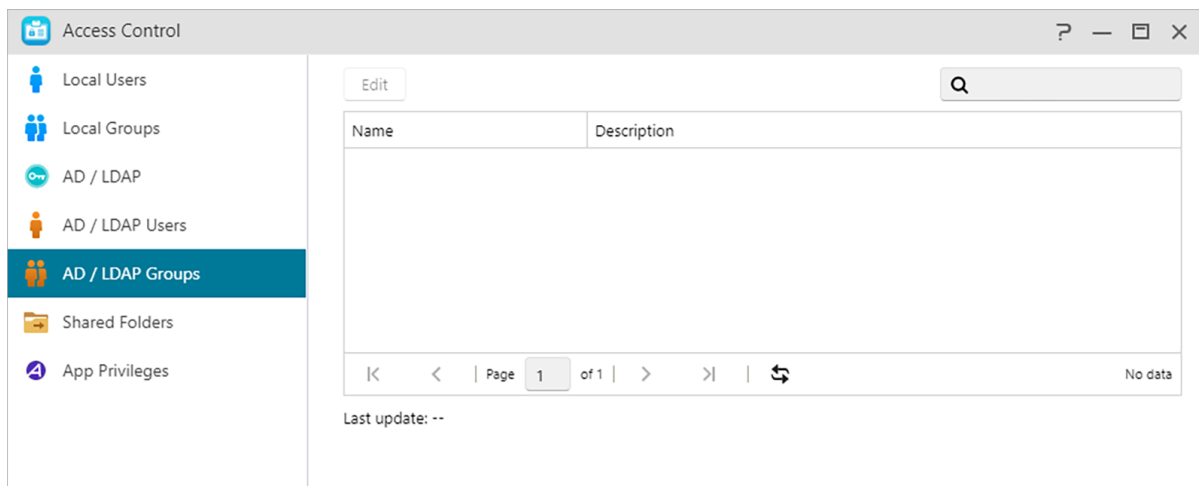 Access Control
Local Users
Local Groups
AD / LDAP
AD / LDAP Users
AD / LDAP Groups
Shared Folders
App Privileges
Edit
Name Description
Page 1 of 1 No data
Last update: --